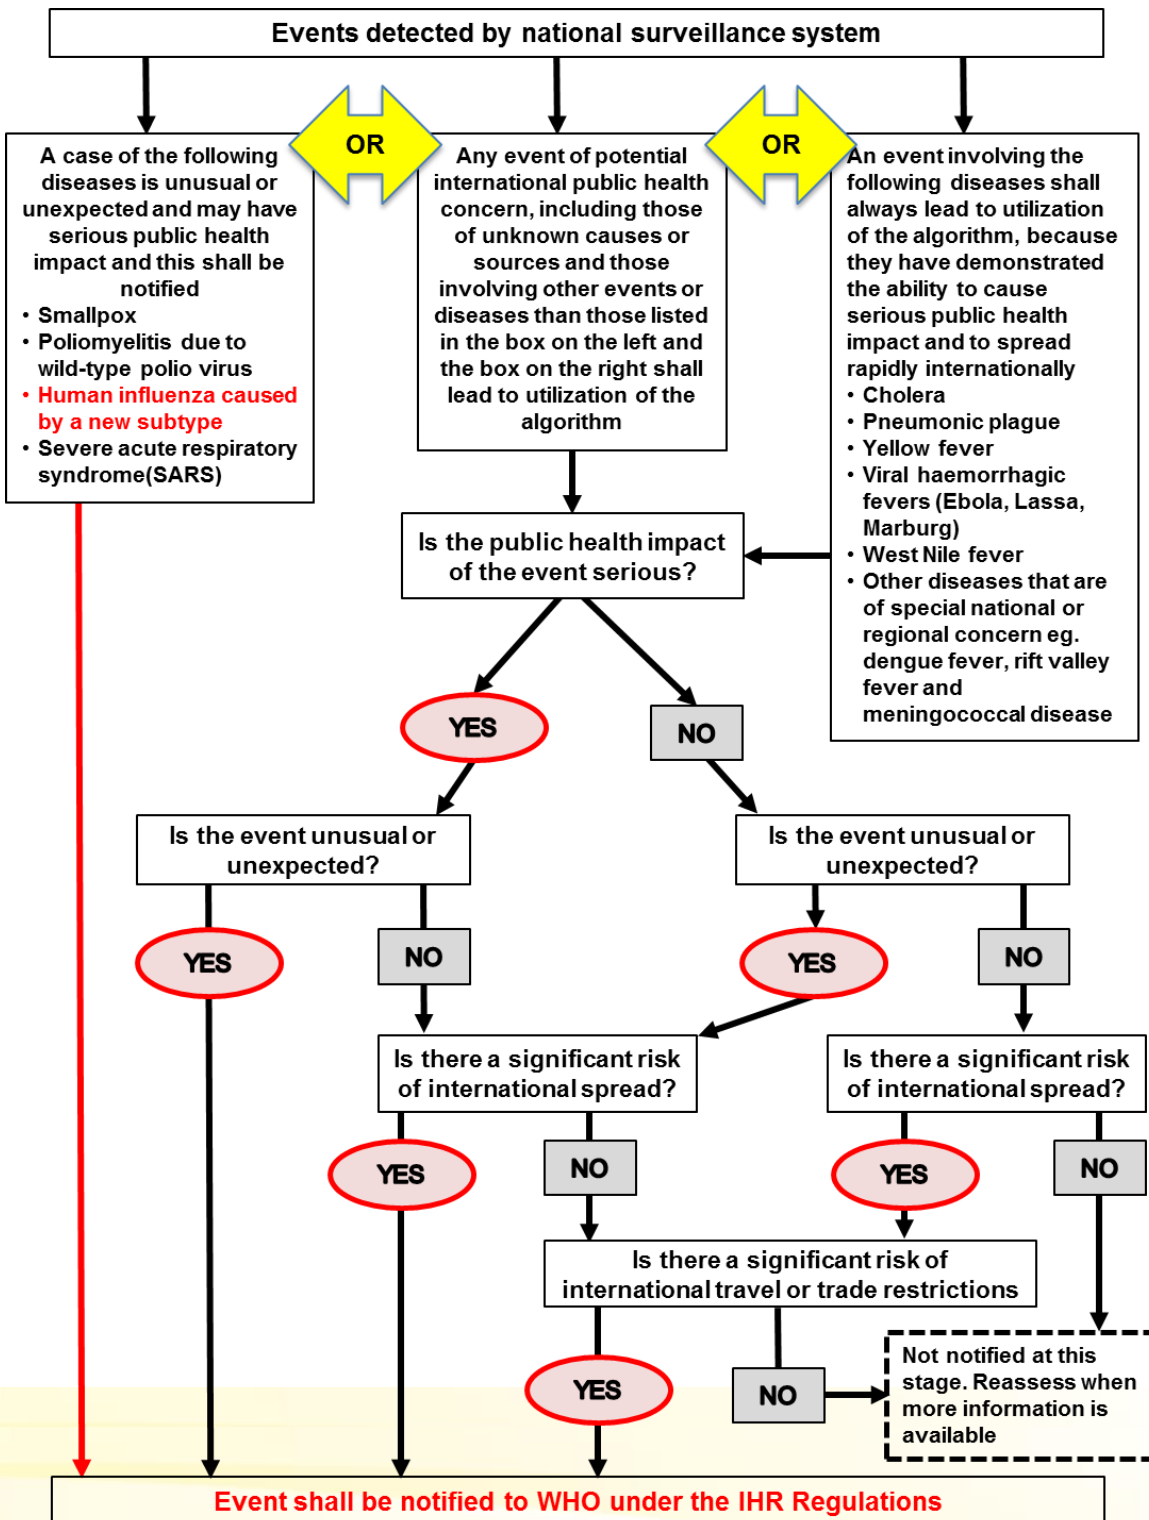 Events detected by national surveillance system
OR
OR
A case of the following
diseases is unusual or
unexpected and may have
serious public health
impact and this shall be
notified
• Smallpox
• Poliomyelitis due to
wild-type polio virus
• Human influenza caused
by a new subtype
• Severe acute respiratory
syndrome(SARS)
Any event of potential
international public health
concern, including those
of unknown causes or
sources and those
involving other events or
diseases than those listed
in the box on the left and
the box on the right shall
lead to utilization of the
algorithm
An event involving the
following diseases shall
always lead to utilization
of the algorithm, because
they have demonstrated
the ability to cause
serious public health
impact and to spread
rapidly internationally
• Cholera
• Pneumonic plague
• Yellow fever
• Viral haemorrhagic
fevers (Ebola, Lassa,
Marburg)
• West Nile fever
• Other diseases that are
of special national or
regional concern eg.
dengue fever, rift valley
fever and
meningococcal disease
Is the public health impact
of the event serious?
YES
NO
Is the event unusual or
unexpected?
Is the event unusual or
unexpected?
YES
NO
YES
NO
Is there a significant risk
of international spread?
Is there a significant risk
of international spread?
YES
NO
YES
NO
Is there a significant risk of
international travel or trade restrictions
YES
NO
Not notified at this
stage. Reassess when
more information is
available
Event shall be notified to WHO under the IHR Regulations